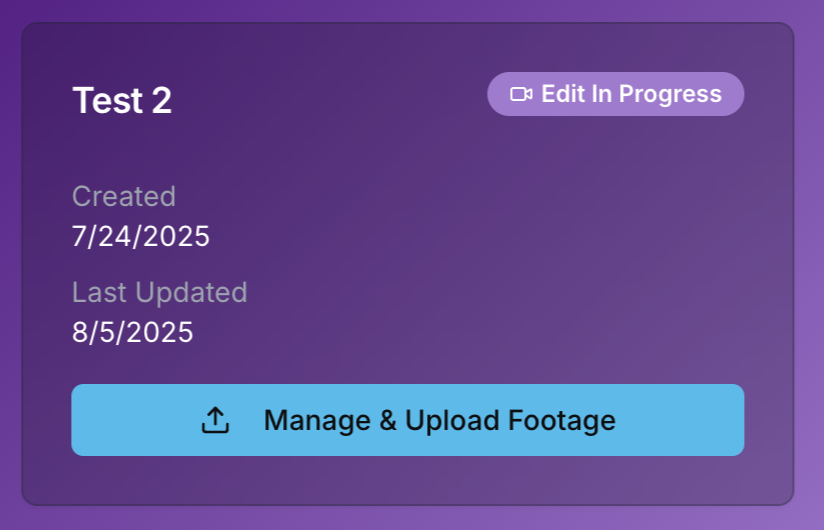 Test 2
Edit In Progress
Created
7/24/2025
Last Updated
8/5/2025
Manage & Upload Footage